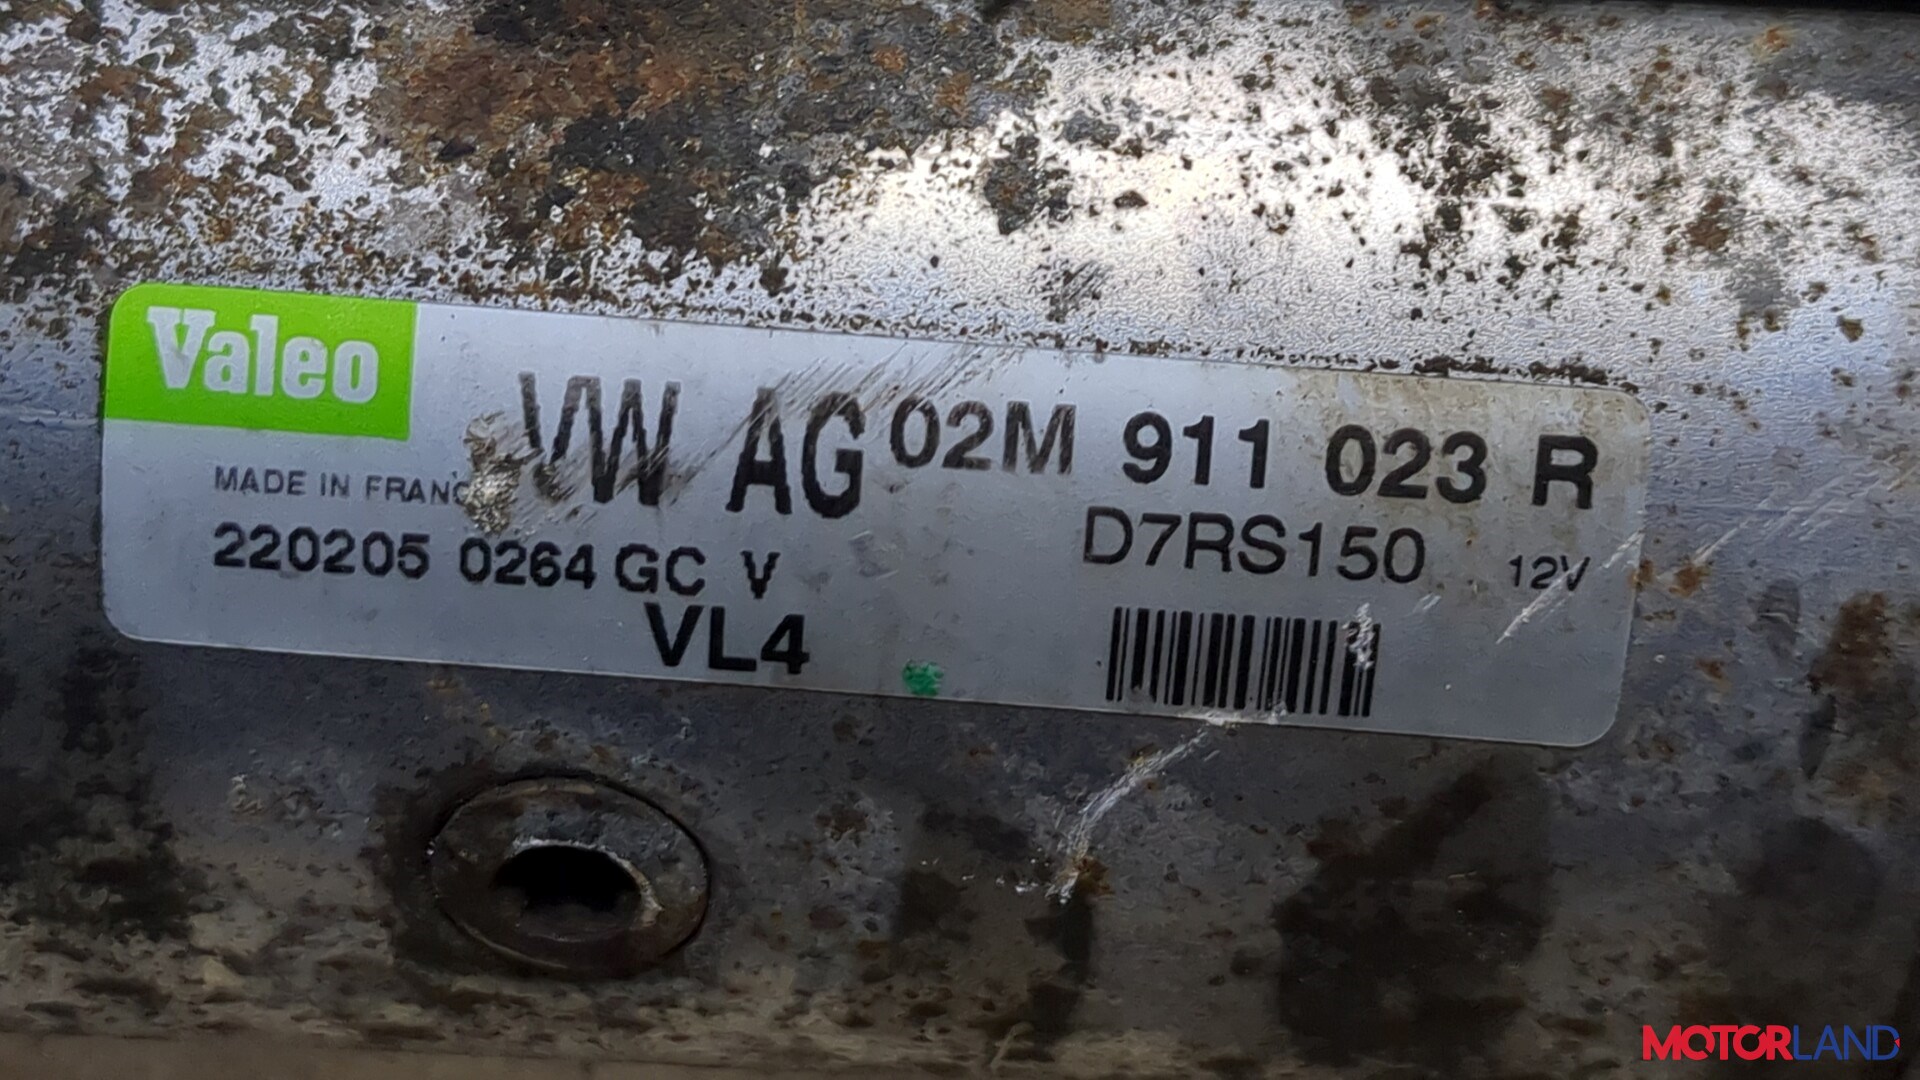 Valeo
VW AG 02M 911 023 R
MADE IN FRANC
220205 0264 GC V
D7RS150 12V
VL4
MOTORLAND